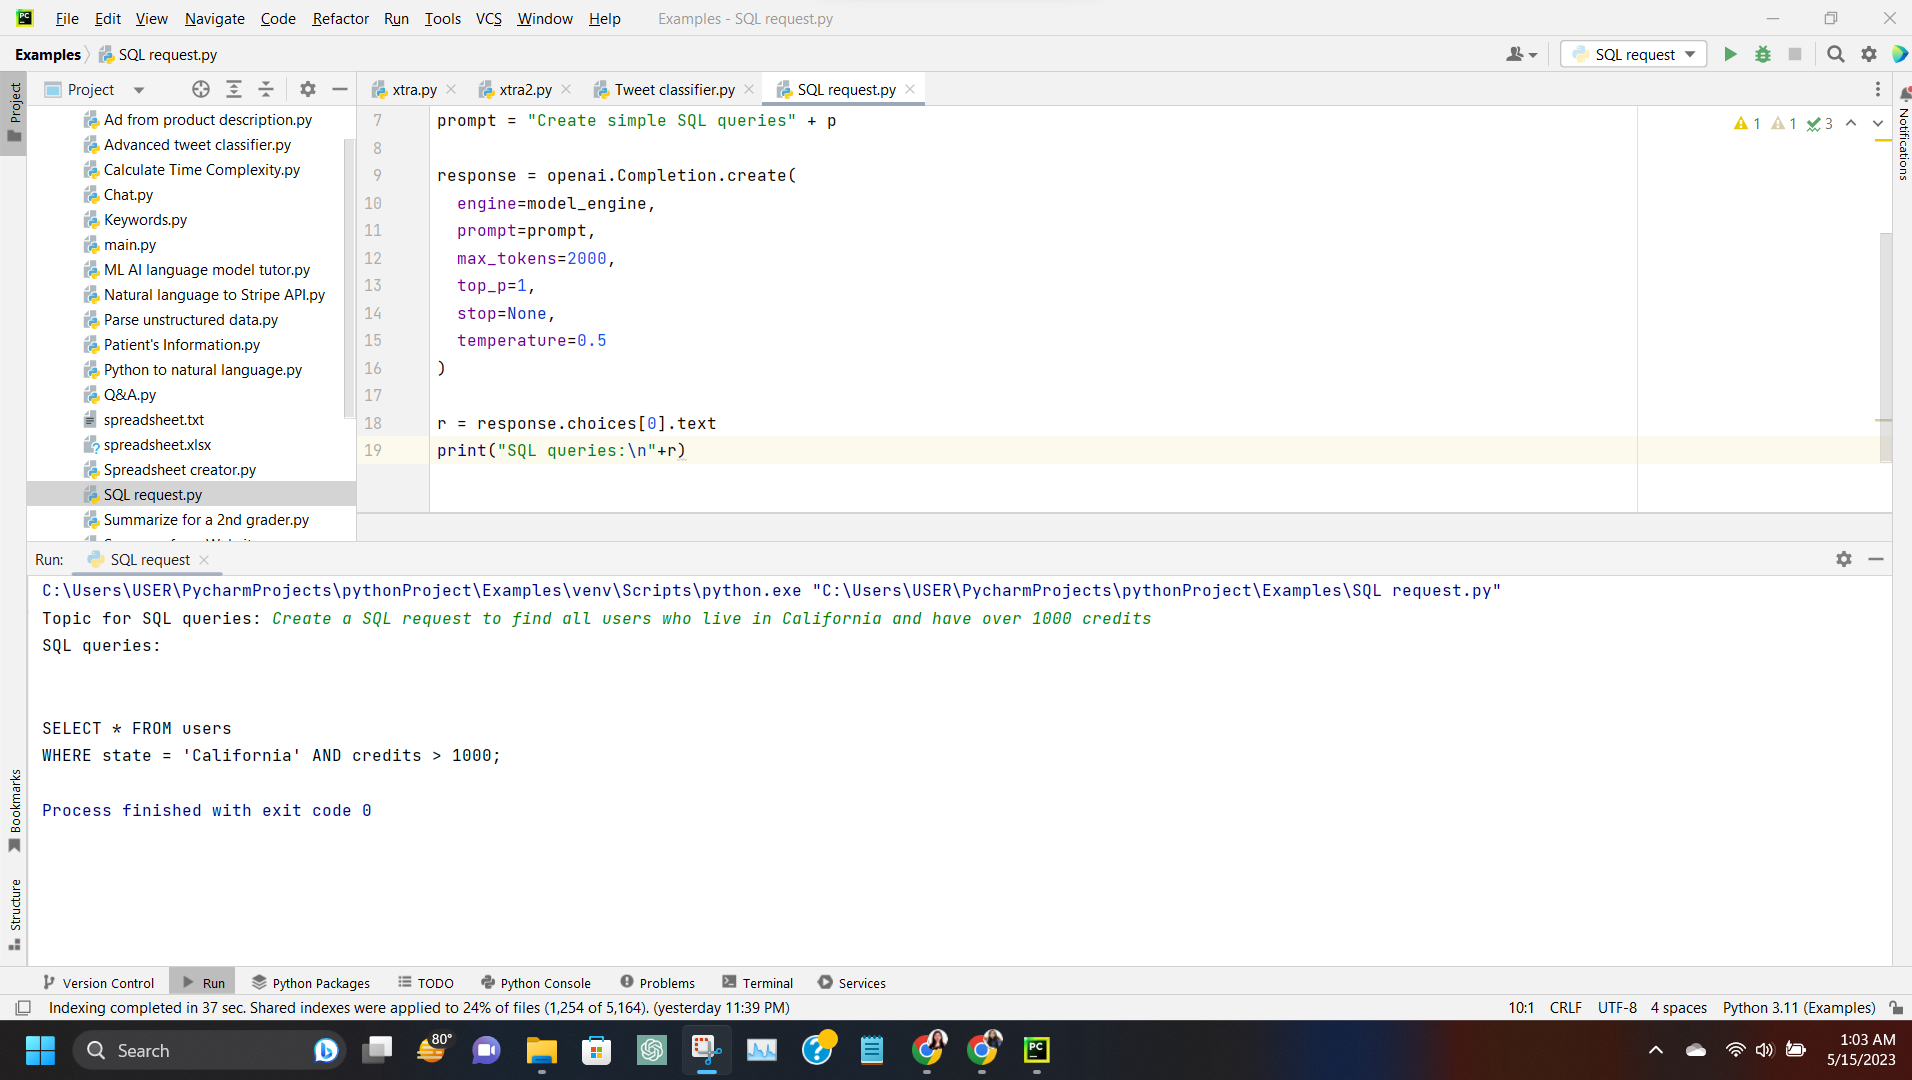 PC File Edit View Navigate Code Refactor Run Tools VCS Window Help Examples - SQL request.py
Examples SQL request.py
SQL request
Project
Project
xtra.py xtra2.py Tweet classifier.py SQL request.py
Notifications
Ad from product description.py
Advanced tweet classifier.py
Calculate Time Complexity.py
Chat.py
Keywords.py
main.py
ML AI language model tutor.py
Natural language to Stripe API.py
Parse unstructured data.py
Patient's Information.py
Python to natural language.py
Q&A.py
spreadsheet.txt
spreadsheet.xlsx
Spreadsheet creator.py
SQL request.py
Summarize for a 2nd grader.py
7 prompt = "Create simple SQL queries" + p
1 1 3
8
9 response = openai.Completion.create(
10 engine=model_engine,
11 prompt=prompt,
12 max_tokens=2000,
13 top_p=1,
14 stop=None,
15 temperature=0.5
16 )
17
18 r = response.choices[0].text
19 print("SQL queries:\n"+r)
Run: SQL request
C:\Users\USER\PycharmProjects\pythonProject\Examples\venv\Scripts\python.exe "C:\Users\USER\PycharmProjects\pythonProject\Examples\SQL request.py"
Topic for SQL queries: Create a SQL request to find all users who live in California and have over 1000 credits
SQL queries:
SELECT * FROM users
WHERE state = 'California' AND credits > 1000;
Process finished with exit code 0
Bookmarks
Structure
Version Control Run Python Packages TODO Python Console Problems Terminal Services
Indexing completed in 37 sec. Shared indexes were applied to 24% of files (1,254 of 5,164). (yesterday 11:39 PM)
10:1 CRLF UTF-8 4 spaces Python 3.11 (Examples)
Search
80°
PC
1:03 AM
5/15/2023